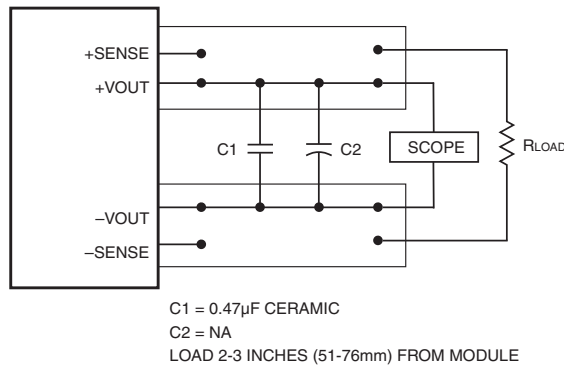 +SENSE
+VOUT
C1
C2
SCOPE
RLOAD
−VOUT
−SENSE
C1 = 0.47µF CERAMIC
C2 = NA
LOAD 2-3 INCHES (51-76mm) FROM MODULE